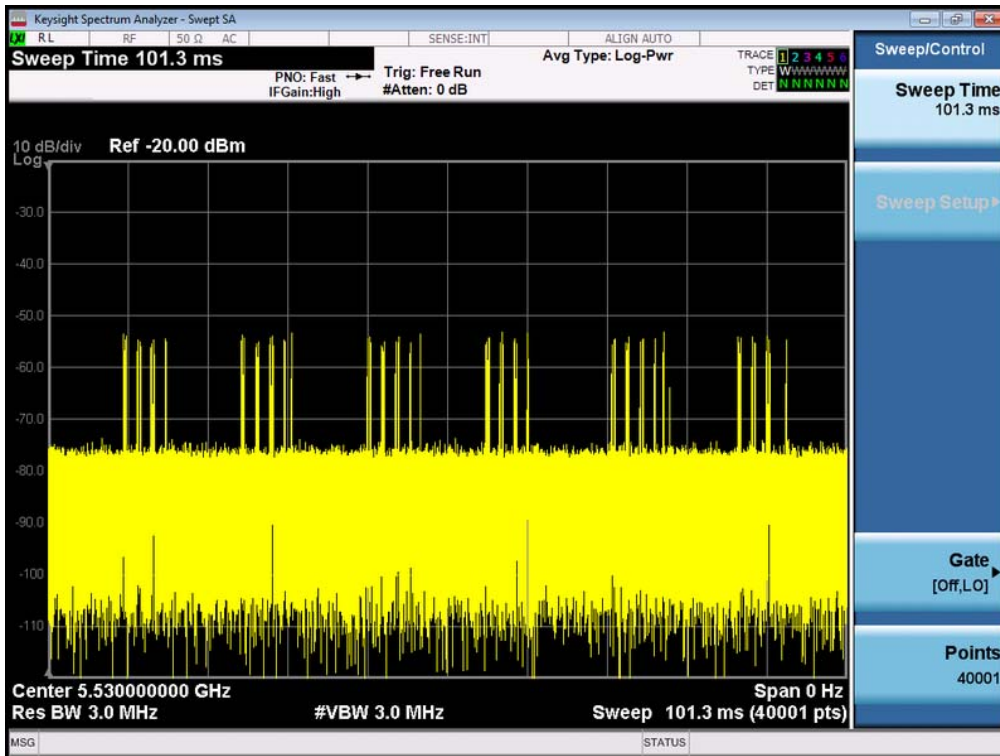 Keysight Spectrum Analyzer - Swept SA
LXI RL RF 50 Ω AC SENSE:INT ALIGN AUTO
Sweep Time 101.3 ms
PNO: Fast
IFGain:High
Trig: Free Run
#Atten: 0 dB
Avg Type: Log-Pwr
TRACE 1 2 3 4 5 6
TYPE WWWWWW
DET N N N N N N
10 dB/div Ref -20.00 dBm
Log
-30.0
-40.0
-50.0
-60.0
-70.0
-80.0
-90.0
-100
-110
Center 5.530000000 GHz Span 0 Hz
Res BW 3.0 MHz #VBW 3.0 MHz Sweep 101.3 ms (40001 pts)
MSG STATUS
Sweep/Control
Sweep Time
101.3 ms
Sweep Setup
Gate
[Off,LO]
Points
40001